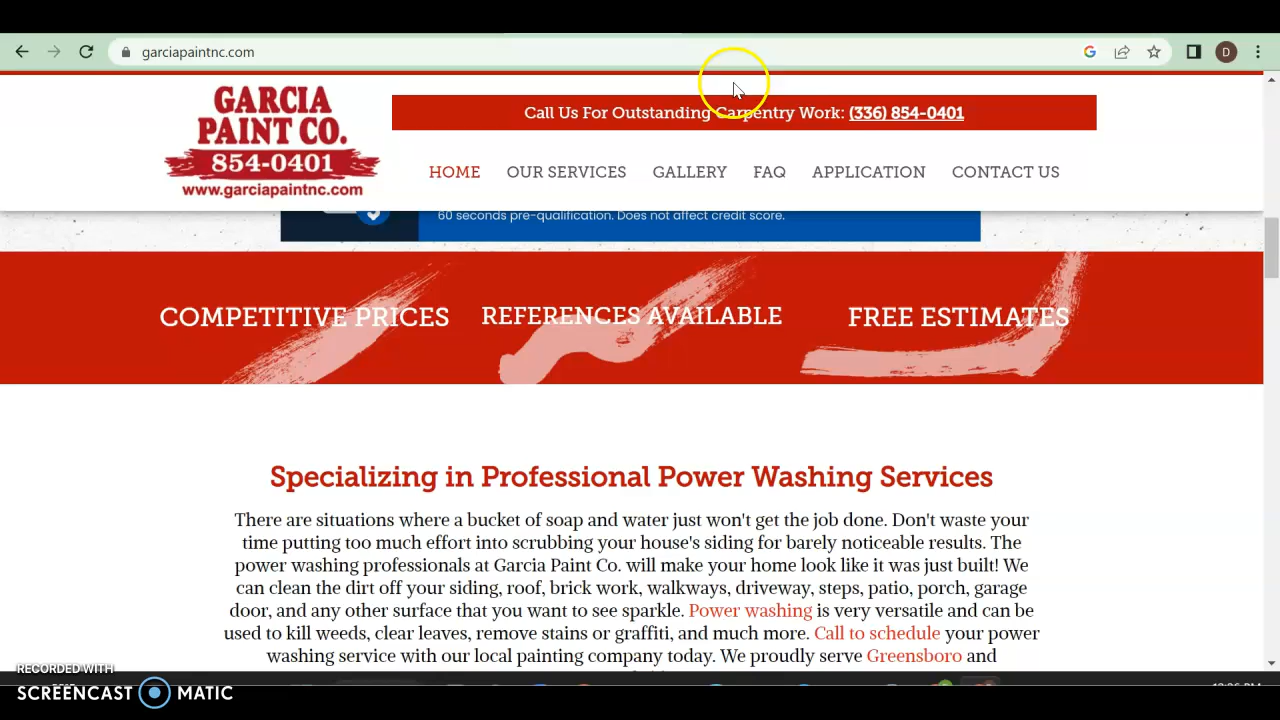 garciapaintnc.com
D
GARCIA
PAINT CO.
854-0401
www.garciapaintnc.com
Call Us For Outstanding Carpentry Work: (336) 854-0401
HOME OUR SERVICES GALLERY FAQ APPLICATION CONTACT US
60 seconds pre-qualification. Does not affect credit score.
COMPETITIVE PRICES REFERENCES AVAILABLE FREE ESTIMATES
Specializing in Professional Power Washing Services
There are situations where a bucket of soap and water just won't get the job done. Don't waste your
time putting too much effort into scrubbing your house's siding for barely noticeable results. The
power washing professionals at Garcia Paint Co. will make your home look like it was just built! We
can clean the dirt off your siding, roof, brick work, walkways, driveway, steps, patio, porch, garage
door, and any other surface that you want to see sparkle. Power washing is very versatile and can be
used to kill weeds, clear leaves, remove stains or graffiti, and much more. Call to schedule your power
washing service with our local painting company today. We proudly serve Greensboro and
RECORDED WITH
SCREENCAST MATIC